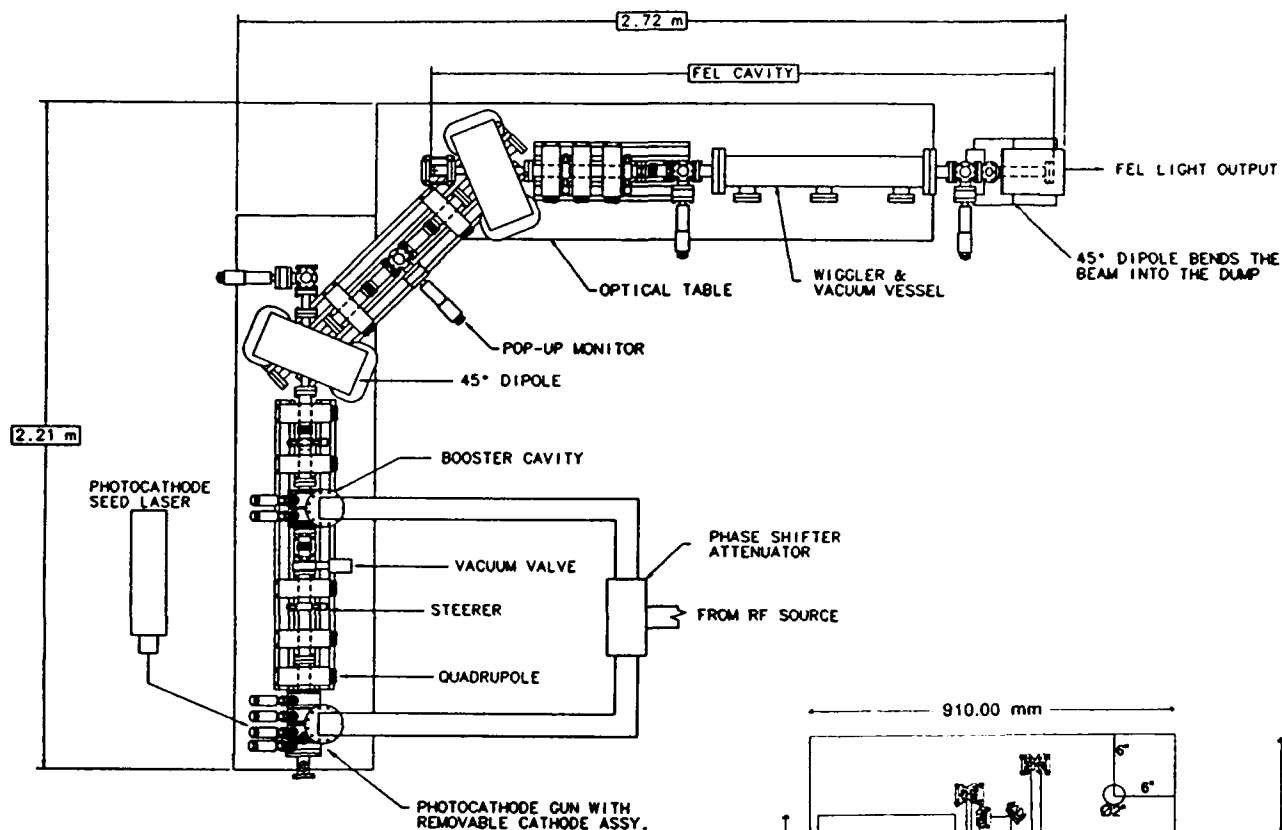 2.72 m
FEL CAVITY
FEL LIGHT OUTPUT
45° DIPOLE BENDS THE
BEAM INTO THE DUMP
WIGGLER &
VACUUM VESSEL
OPTICAL TABLE
POP-UP MONITOR
45° DIPOLE
2.21 m
BOOSTER CAVITY
PHOTOCATHODE
SEED LASER
PHASE SHIFTER
ATTENUATOR
VACUUM VALVE
STEERER
FROM RF SOURCE
QUADRUPOLE
910.00 mm
6"
6"
Ø2"
PHOTOCATHODE GUN WITH
REMOVABLE CATHODE ASSY.